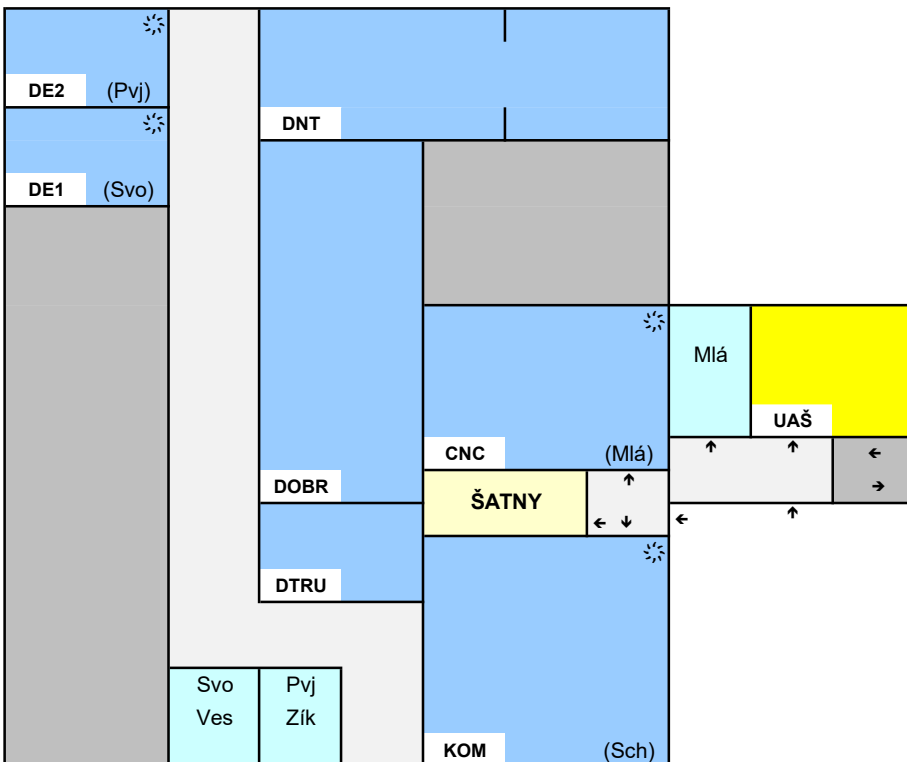 DE2 (Pvj)
DNT
DE1 (Svo)
Mlá
UAŠ
CNC (Mlá)
DOBR
ŠATNY
DTRU
Svo
Ves
Pvj
Zík
KOM (Sch)